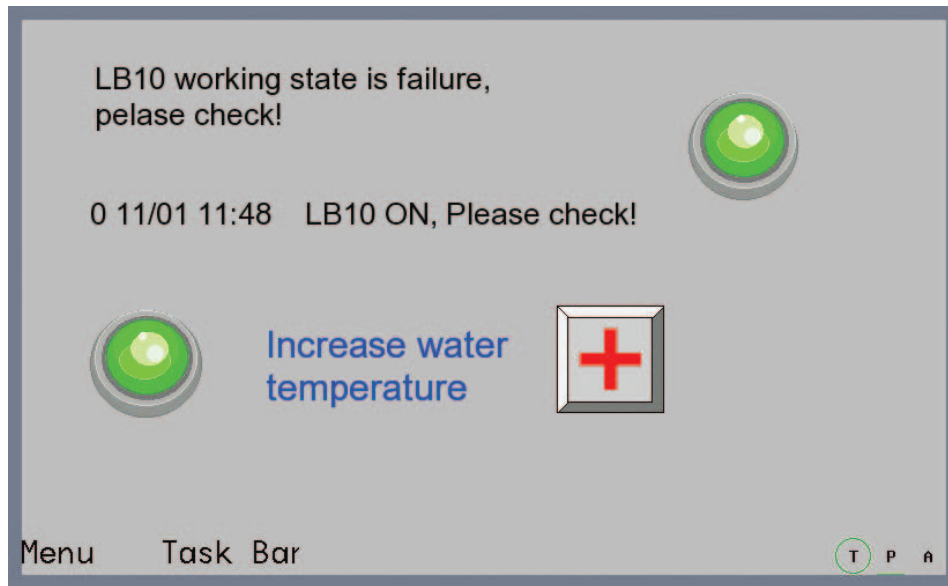 LB10 working state is failure,
pelase check!
0 11/01 11:48 LB10 ON, Please check!
Increase water
temperature
Menu Task Bar
T P A